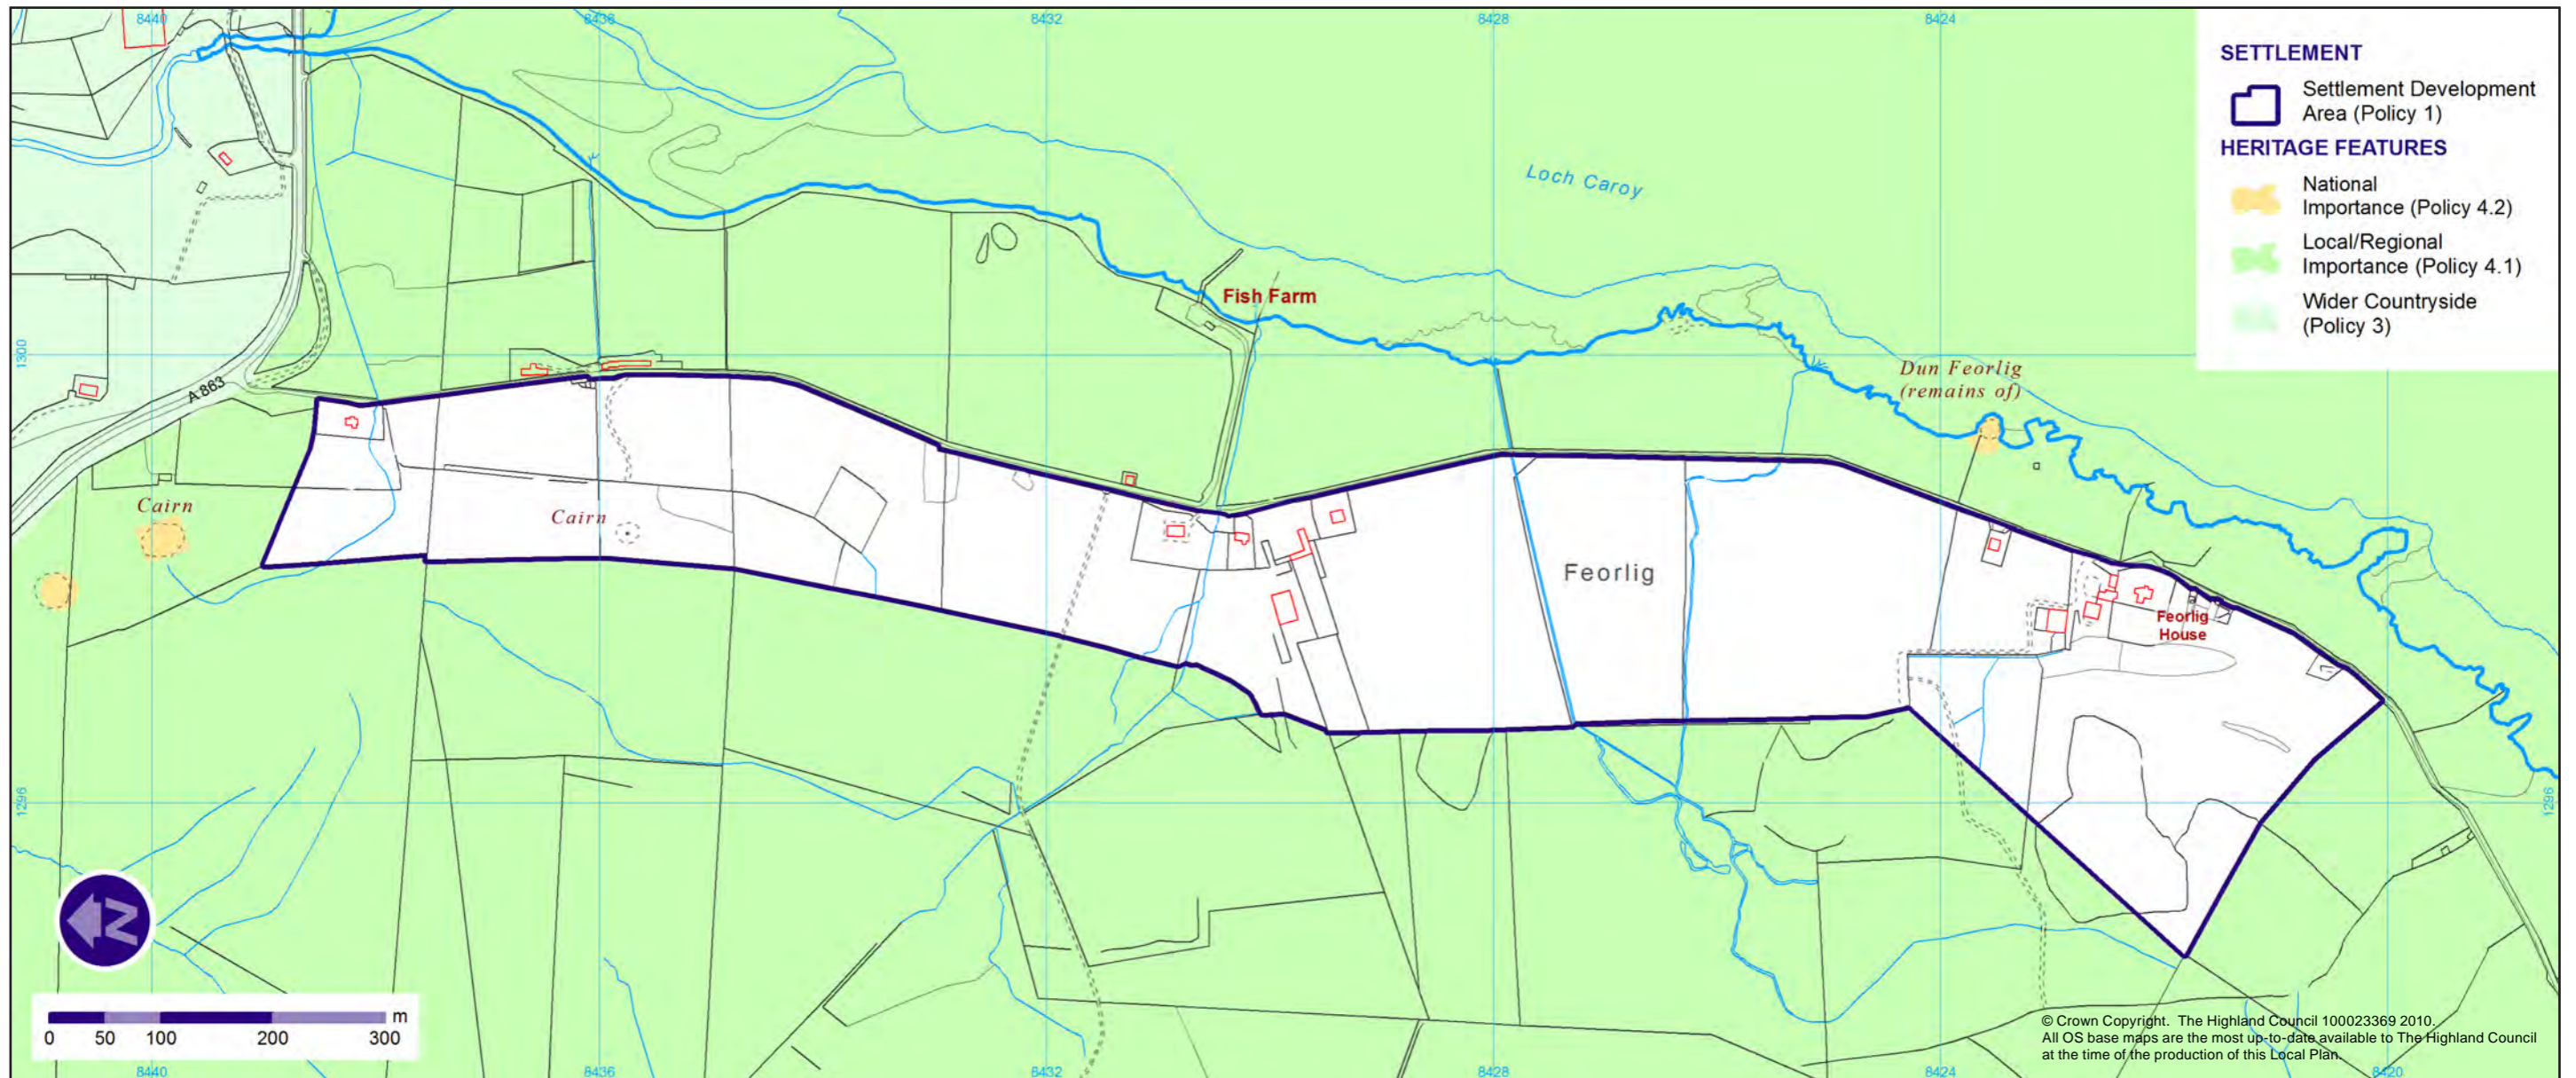 8440
8436
8432
8428
8424
SETTLEMENT
Settlement Development
Area (Policy 1)
HERITAGE FEATURES
National
Importance (Policy 4.2)
Local/Regional
Importance (Policy 4.1)
Wider Countryside
(Policy 3)
Loch Caroy
Fish Farm
1300
A 863
Dun Feorlig
(remains of)
Cairn
Cairn
Feorlig
Feorlig
House
1296
1296
N
m
0 50 100 200 300
© Crown Copyright. The Highland Council 100023369 2010.
All OS base maps are the most up-to-date available to The Highland Council
at the time of the production of this Local Plan.
8440
8436
8432
8428
8424
8420